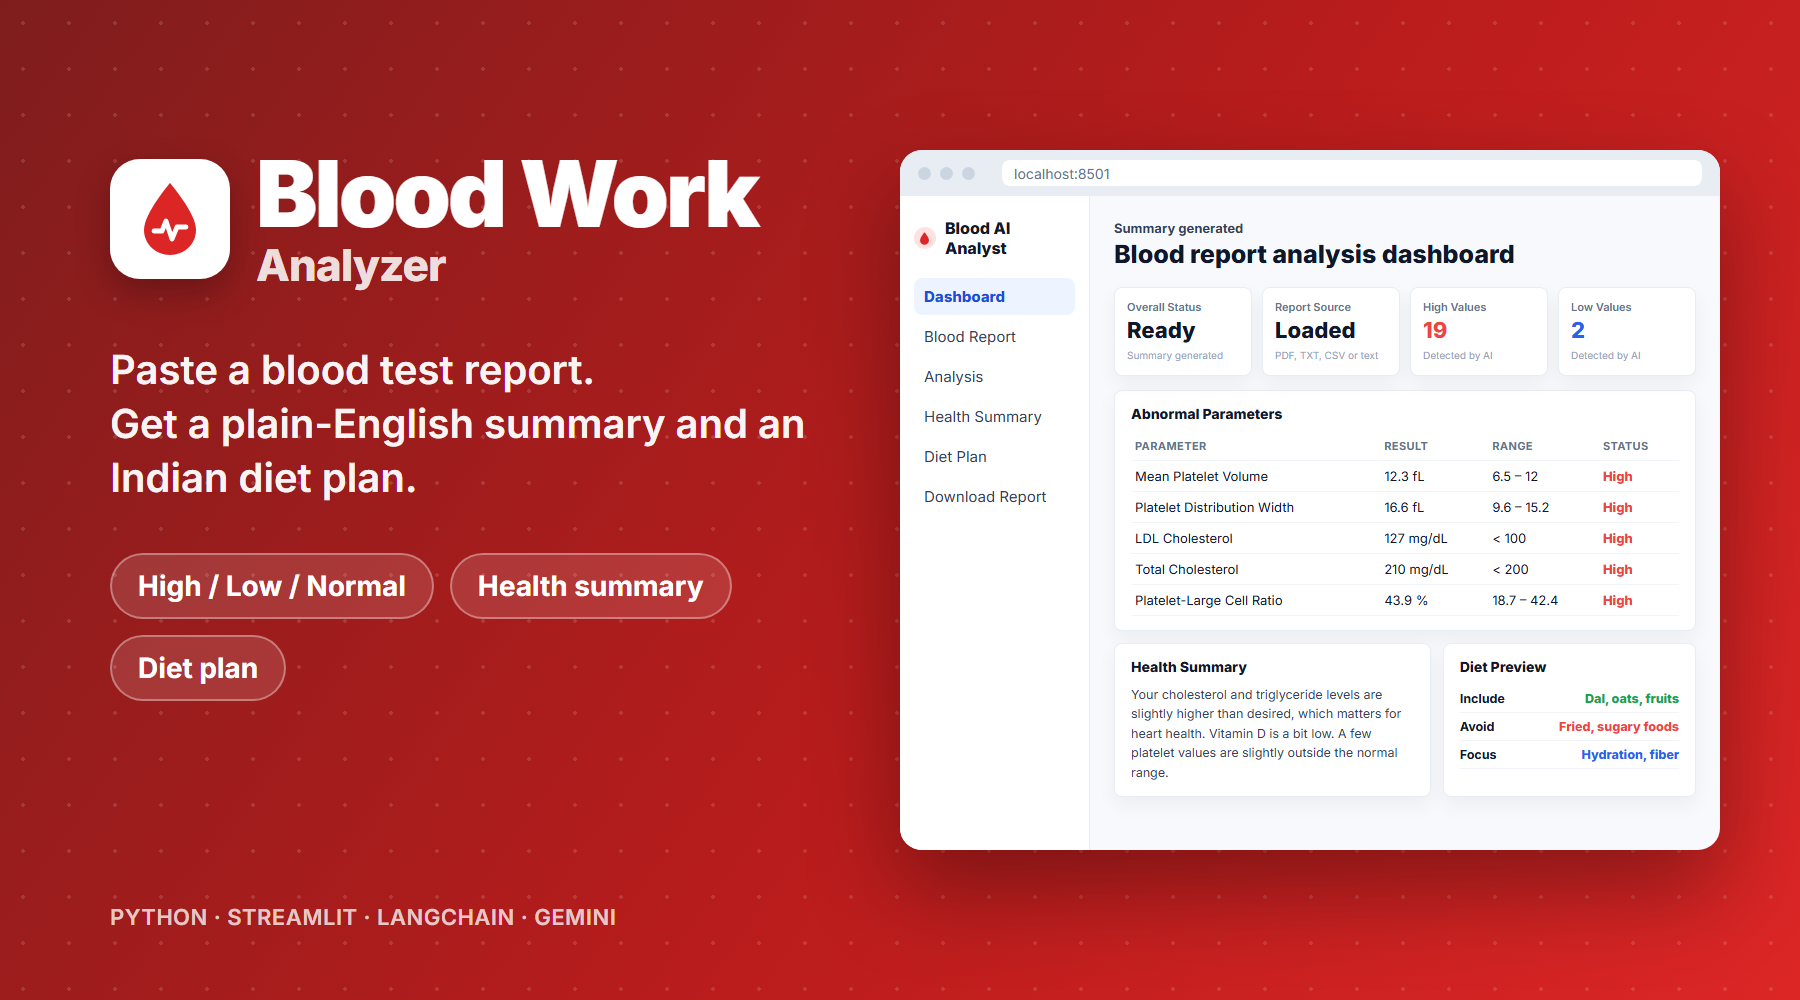 Blood Work
Analyzer
Paste a blood test report.
Get a plain-English summary and an
Indian diet plan.
High / Low / Normal
Health summary
Diet plan
PYTHON · STREAMLIT · LANGCHAIN · GEMINI
localhost:8501
Blood AI
Analyst
Dashboard
Blood Report
Analysis
Health Summary
Diet Plan
Download Report
Summary generated
Blood report analysis dashboard
Overall Status
Ready
Summary generated
Report Source
Loaded
PDF, TXT, CSV or text
High Values
19
Detected by AI
Low Values
2
Detected by AI
Abnormal Parameters
PARAMETER RESULT RANGE STATUS
Mean Platelet Volume 12.3 fL 6.5 – 12 High
Platelet Distribution Width 16.6 fL 9.6 – 15.2 High
LDL Cholesterol 127 mg/dL < 100 High
Total Cholesterol 210 mg/dL < 200 High
Platelet-Large Cell Ratio 43.9 % 18.7 – 42.4 High
Health Summary
Your cholesterol and triglyceride levels are
slightly higher than desired, which matters for
heart health. Vitamin D is a bit low. A few
platelet values are slightly outside the normal
range.
Diet Preview
Include Dal, oats, fruits
Avoid Fried, sugary foods
Focus Hydration, fiber